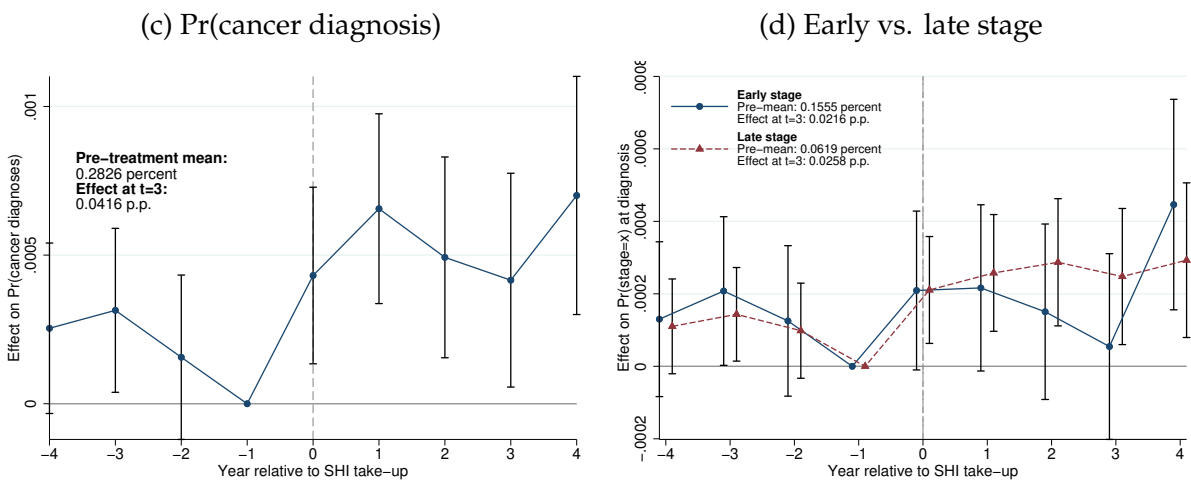 (c) Pr(cancer diagnosis)
Effect on Pr(cancer diagnoses)
.001
.0005
0
Pre−treatment mean:
0.2826 percent
Effect at t=3:
0.0416 p.p.
−4 −3 −2 −1 0 1 2 3 4
Year relative to SHI take−up
(d) Early vs. late stage
Effect on Pr(stage=x) at diagnosis
.0008
.0006
.0004
.0002
0
−.0002
Early stage
Pre−mean: 0.1555 percent
Effect at t=3: 0.0216 p.p.
Late stage
Pre−mean: 0.0619 percent
Effect at t=3: 0.0258 p.p.
−4 −3 −2 −1 0 1 2 3 4
Year relative to SHI take−up